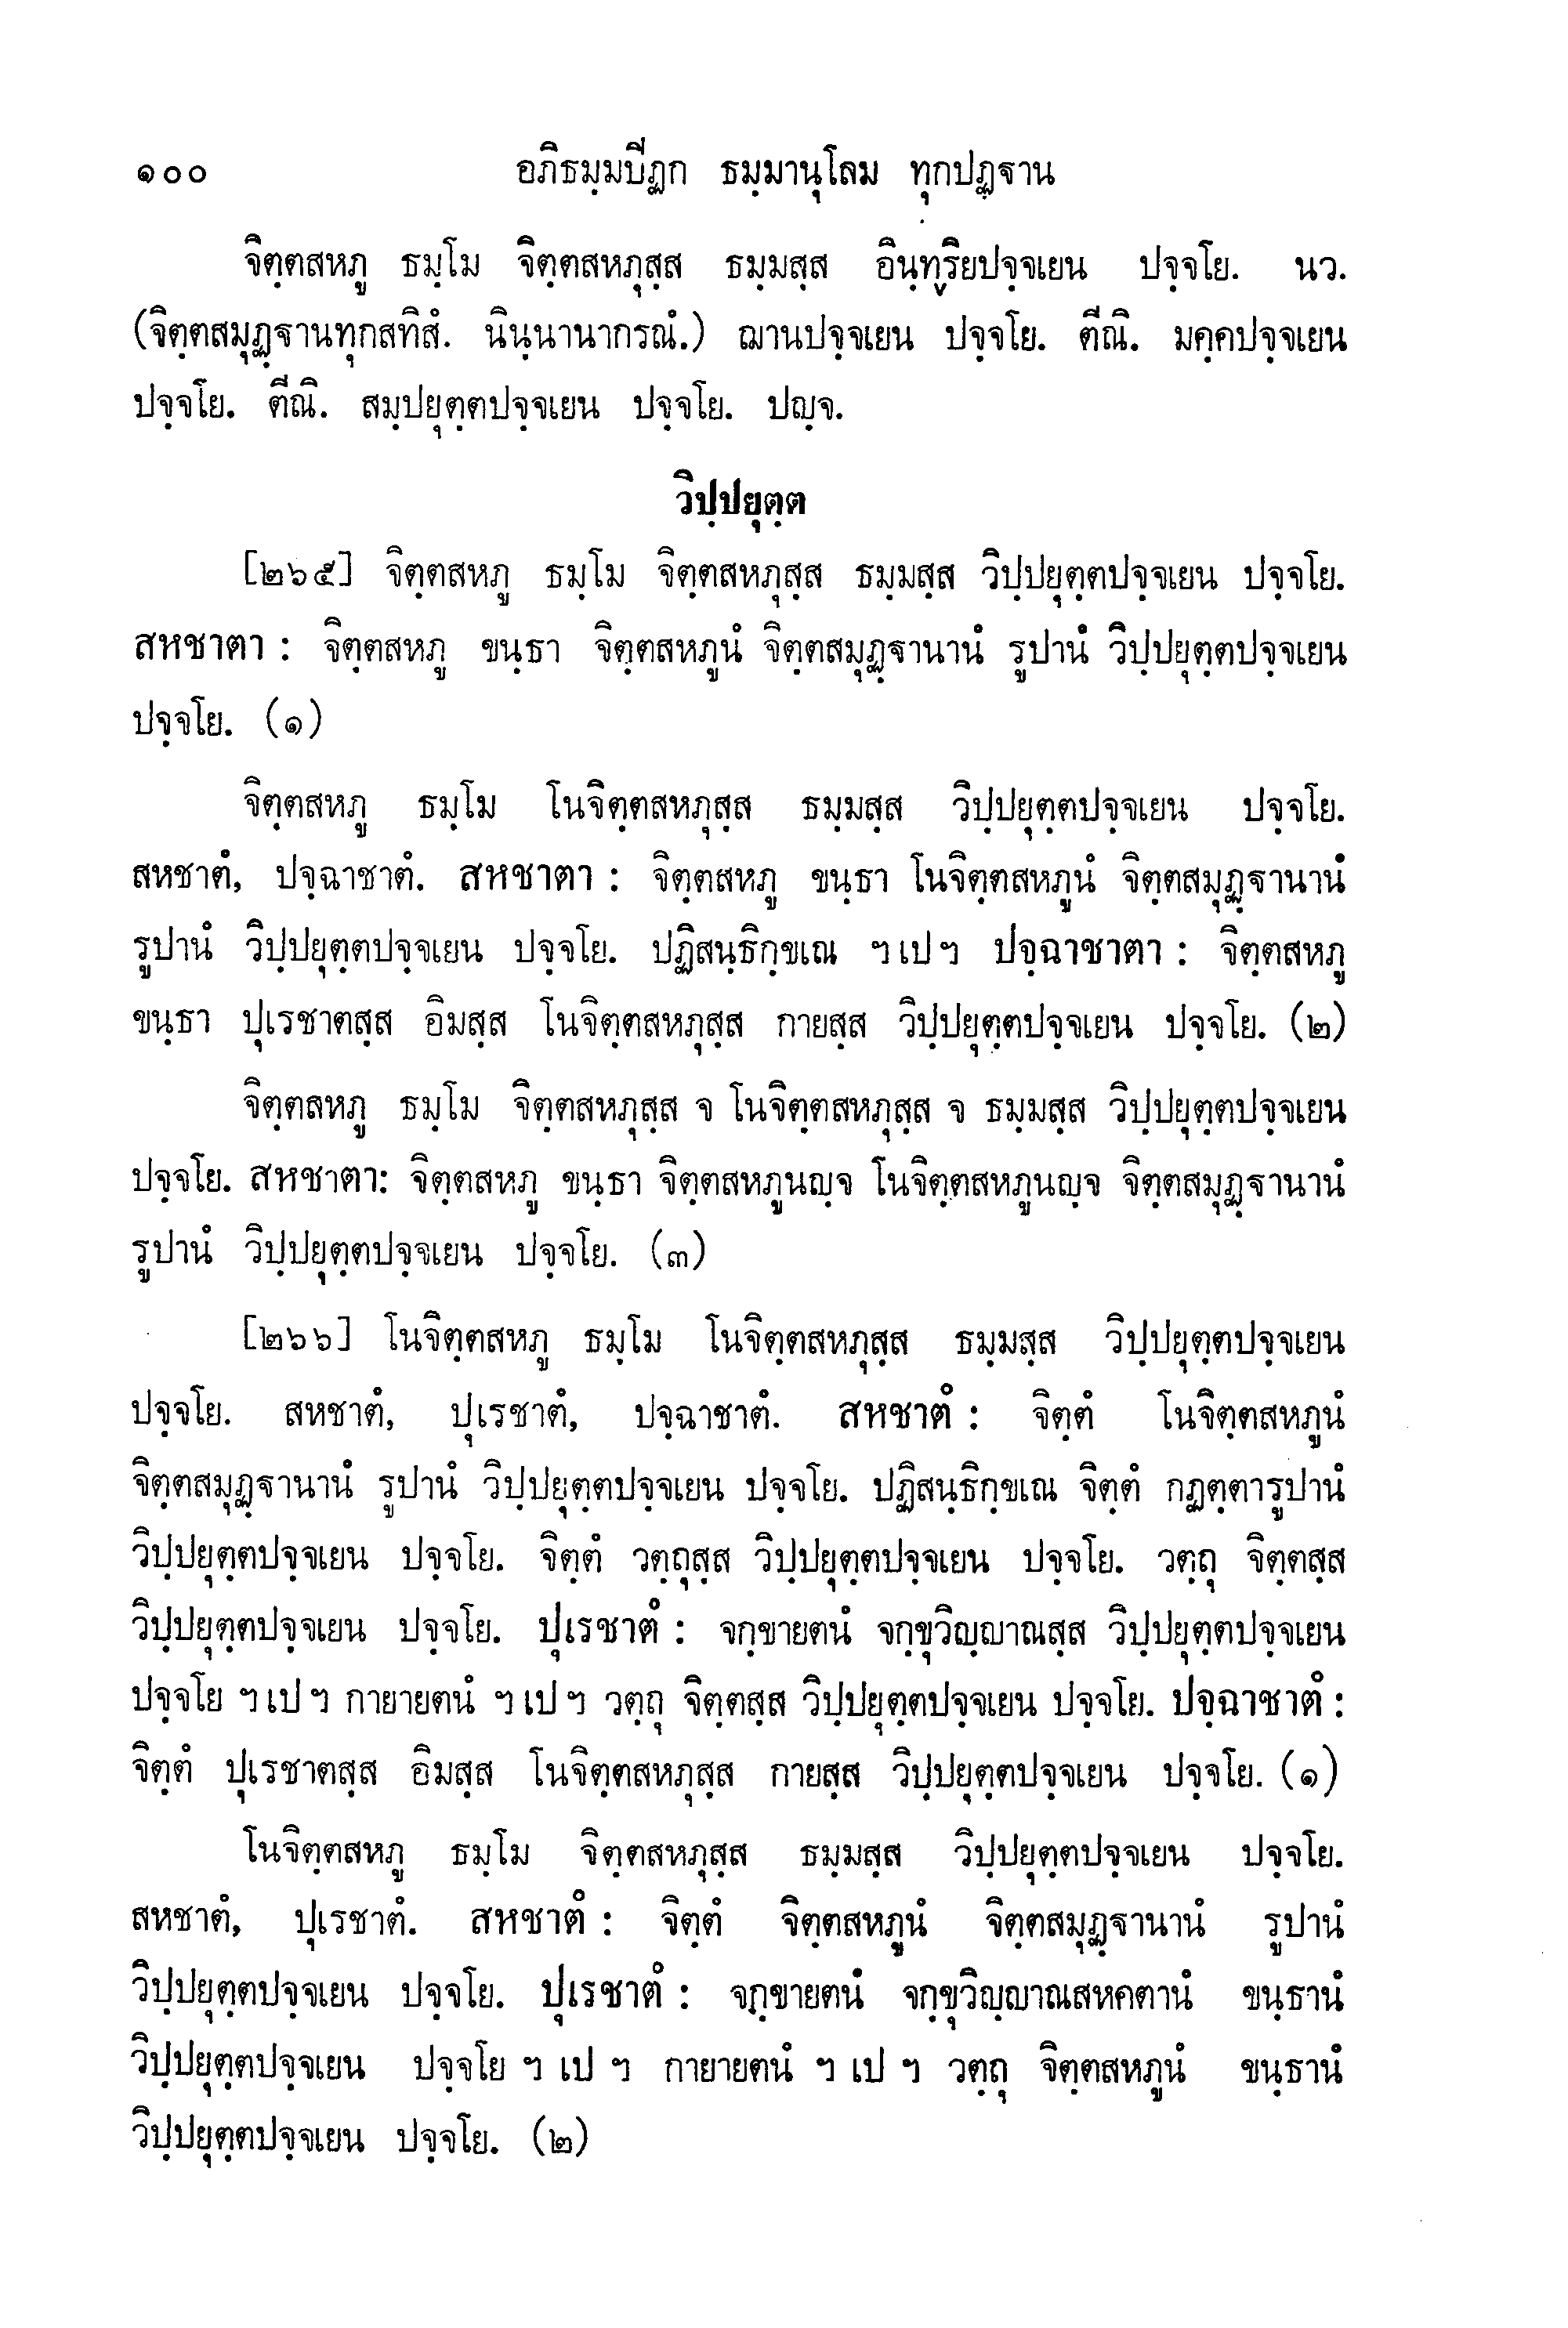 ๑๐๐ อภิธมฺมปิฏก ธมฺมานุโลม ทุกปฏฺฐาน
จิตฺตสหภู ธมฺโม จิตฺตสหภุสฺส ธมฺมสฺส อินฺทฺริยปจฺจเยน ปจฺจโย. นว.
(จิตฺตสมุฏฺฐานทุกสทิสํ. นินฺนานากรณํ.) ฌานปจฺจเยน ปจฺจโย. ตีณิ. มคฺคปจฺจเยน
ปจฺจโย. ตีณิ. สมฺปยุตฺตปจฺจเยน ปจฺจโย. ปญฺจ.
วิปฺปยุตฺต
[๒๖๕] จิตฺตสหภู ธมฺโม จิตฺตสหภุสฺส ธมฺมสฺส วิปฺปยุตฺตปจฺจเยน ปจฺจโย.
สหชาตา : จิตฺตสหภู ขนฺธา จิตฺตสหภูนํ จิตฺตสมุฏฺฐานานํ รูปานํ วิปฺปยุตฺตปจฺจเยน
ปจฺจโย. (๑)
จิตฺตสหภู ธมฺโม โนจิตฺตสหภุสฺส ธมฺมสฺส วิปฺปยุตฺตปจฺจเยน ปจฺจโย.
สหชาตํ, ปจฺฉาชาตํ. สหชาตา : จิตฺตสหภู ขนฺธา โนจิตฺตสหภูนํ จิตฺตสมุฏฺฐานานํ
รูปานํ วิปฺปยุตฺตปจฺจเยน ปจฺจโย. ปฏิสนฺธิกฺขเณ ฯ เป ฯ ปจฺฉาชาตา : จิตฺตสหภู
ขนฺธา ปุเรชาตสฺส อิมสฺส โนจิตฺตสหภุสฺส กายสฺส วิปฺปยุตฺตปจฺจเยน ปจฺจโย. (๒)
จิตฺตสหภู ธมฺโม จิตฺตสหภุสฺส จ โนจิตฺตสหภุสฺส จ ธมฺมสฺส วิปฺปยุตฺตปจฺจเยน
ปจฺจโย. สหชาตา: จิตฺตสหภู ขนฺธา จิตฺตสหภูนญฺจ โนจิตฺตสหภูนญฺจ จิตฺตสมุฏฺฐานานํ
รูปานํ วิปฺปยุตฺตปจฺจเยน ปจฺจโย. (๓)
[๒๖๖] โนจิตฺตสหภู ธมฺโม โนจิตฺตสหภุสฺส ธมฺมสฺส วิปฺปยุตฺตปจฺจเยน
ปจฺจโย. สหชาตํ, ปุเรชาตํ, ปจฺฉาชาตํ. สหชาตํ : จิตฺตํ โนจิตฺตสหภูนํ
จิตฺตสมุฏฺฐานานํ รูปานํ วิปฺปยุตฺตปจฺจเยน ปจฺจโย. ปฏิสนฺธิกฺขเณ จิตฺตํ กฏตฺตารูปานํ
วิปฺปยุตฺตปจฺจเยน ปจฺจโย. จิตฺตํ วตฺถุสฺส วิปฺปยุตฺตปจฺจเยน ปจฺจโย. วตฺถุ จิตฺตสฺส
วิปฺปยุตฺตปจฺจเยน ปจฺจโย. ปุเรชาตํ : จกฺขายตนํ จกฺขุวิญฺญาณสฺส วิปฺปยุตฺตปจฺจเยน
ปจฺจโย ฯ เป ฯ กายายตนํ ฯ เป ฯ วตฺถุ จิตฺตสฺส วิปฺปยุตฺตปจฺจเยน ปจฺจโย. ปจฺฉาชาตํ :
จิตฺตํ ปุเรชาตสฺส อิมสฺส โนจิตฺตสหภุสฺส กายสฺส วิปฺปยุตฺตปจฺจเยน ปจฺจโย. (๑)
โนจิตฺตสหภู ธมฺโม จิตฺตสหภุสฺส ธมฺมสฺส วิปฺปยุตฺตปจฺจเยน ปจฺจโย.
สหชาตํ, ปุเรชาตํ. สหชาตํ : จิตฺตํ จิตฺตสหภูนํ จิตฺตสมุฏฺฐานานํ รูปานํ
วิปฺปยุตฺตปจฺจเยน ปจฺจโย. ปุเรชาตํ : จกฺขายตนํ จกฺขุวิญฺญาณสหคตานํ ขนฺธานํ
วิปฺปยุตฺตปจฺจเยน ปจฺจโย ฯ เป ฯ กายายตนํ ฯ เป ฯ วตฺถุ จิตฺตสหภูนํ ขนฺธานํ
วิปฺปยุตฺตปจฺจเยน ปจฺจโย. (๒)